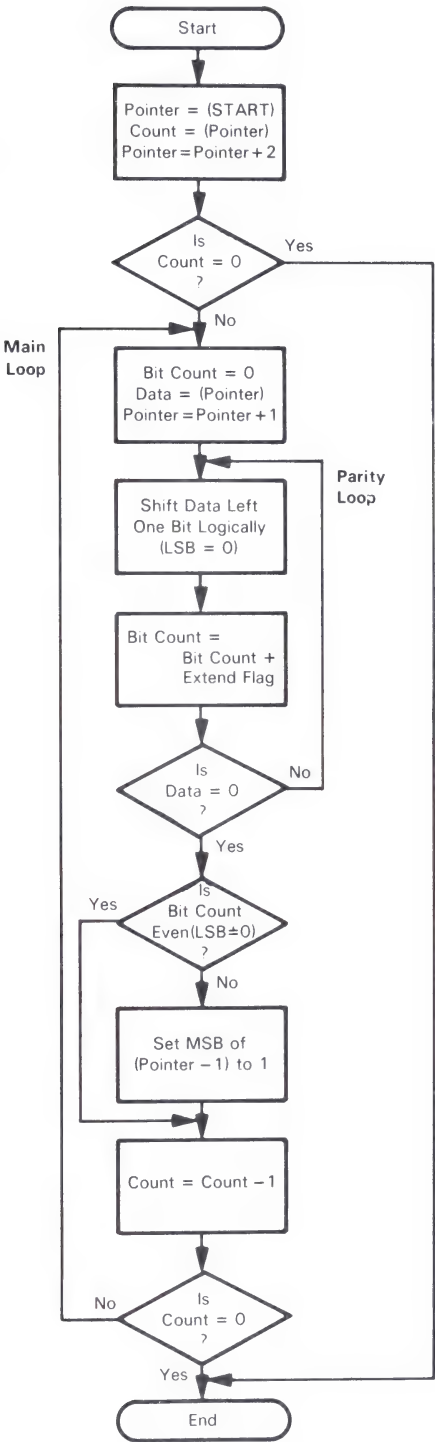 Start
Pointer = (START)
Count = (Pointer)
Pointer=Pointer+2
Is
Count = 0
?
Yes
No
Main
Loop
Bit Count = 0
Data = (Pointer)
Pointer=Pointer+1
Parity
Loop
Shift Data Left
One Bit Logically
(LSB = 0)
Bit Count =
Bit Count +
Extend Flag
Is
Data = 0
?
No
Yes
Is
Bit Count
Even(LSB=0)
?
Yes
No
Set MSB of
(Pointer – 1) to 1
Count = Count – 1
Is
Count = 0
?
No
Yes
End